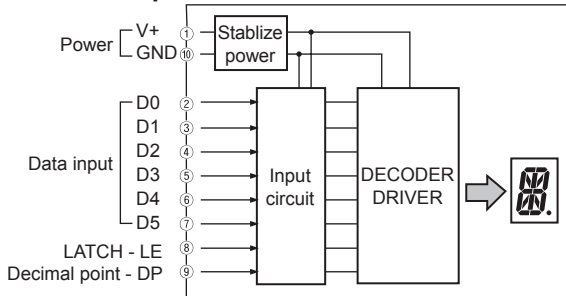 Power
V+ ①
GND ⑩
Stablize
power
Data input
D0 ②
D1 ③
D2 ④
D3 ⑤
D4 ⑥
D5 ⑦
LATCH - LE ⑧
Decimal point - DP ⑨
Input
circuit
DECODER
DRIVER